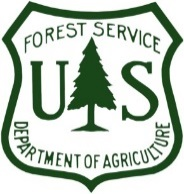 FOREST SERVICE
U S
DEPARTMENT OF AGRICULTURE